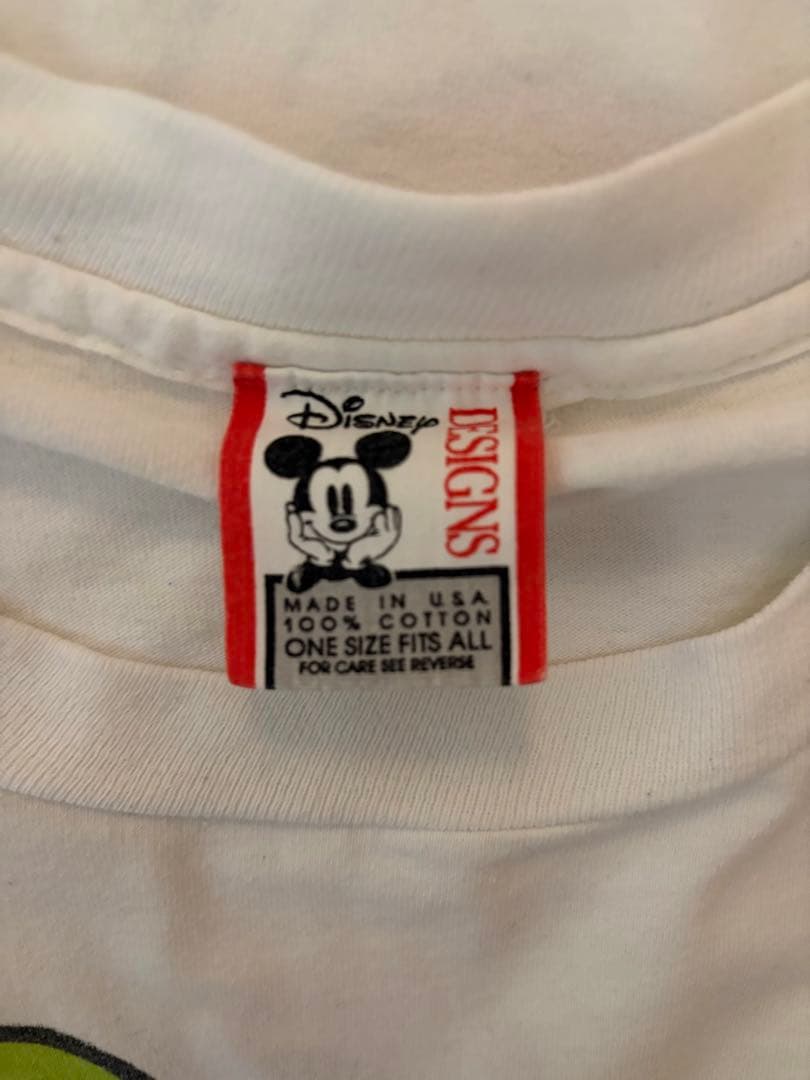 Disney
DESIGNS
MADE IN U.S.A.
100% COTTON
ONE SIZE FITS ALL
FOR CARE SEE REVERSE